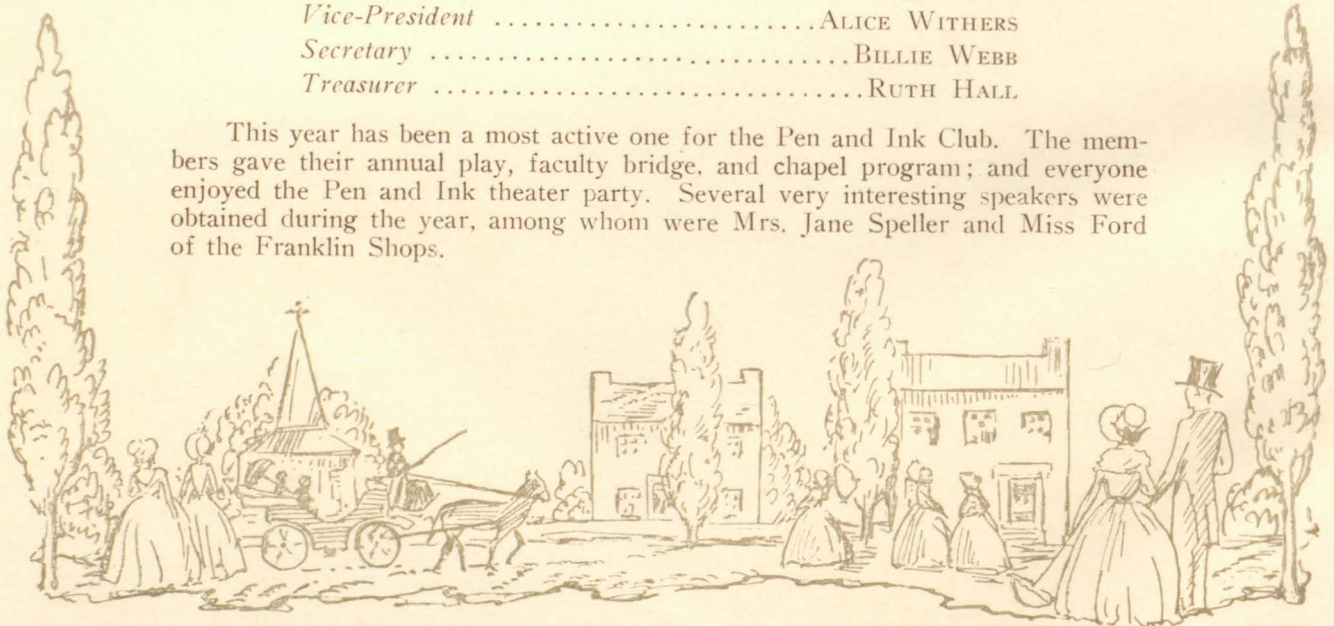 Vice-President ..............................ALICE WITHERS
Secretary ....................................BILLIE WEBB
Treasurer ....................................RUTH HALL
This year has been a most active one for the Pen and Ink Club. The mem-
bers gave their annual play, faculty bridge, and chapel program; and everyone
enjoyed the Pen and Ink theater party. Several very interesting speakers were
obtained during the year, among whom were Mrs. Jane Speller and Miss Ford
of the Franklin Shops.